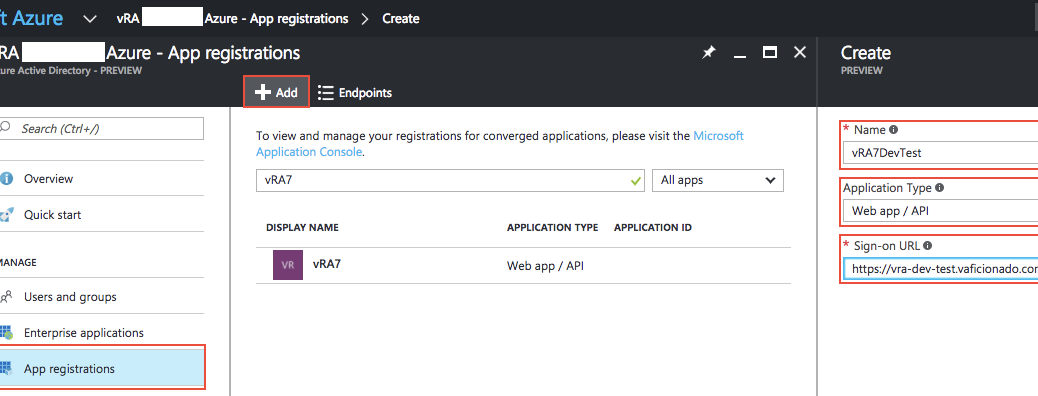 ft Azure vRA Azure - App registrations > Create
RA Azure - App registrations
zure Active Directory - PREVIEW
Create
PREVIEW
+ Add
Endpoints
Search (Ctrl+/)
Overview
Quick start
MANAGE
Users and groups
Enterprise applications
App registrations
To view and manage your registrations for converged applications, please visit the Microsoft
Application Console.
vRA7
All apps
DISPLAY NAME APPLICATION TYPE APPLICATION ID
VR vRA7 Web app / API
* Name
vRA7DevTest
Application Type
Web app / API
* Sign-on URL
https://vra-dev-test.vaficionado.con